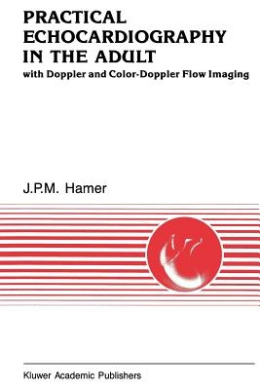 PRACTICAL
ECHOCARDIOGRAPHY
IN THE ADULT
with Doppler and Color-Doppler Flow Imaging
J.P.M. Hamer
Kluwer Academic Publishers